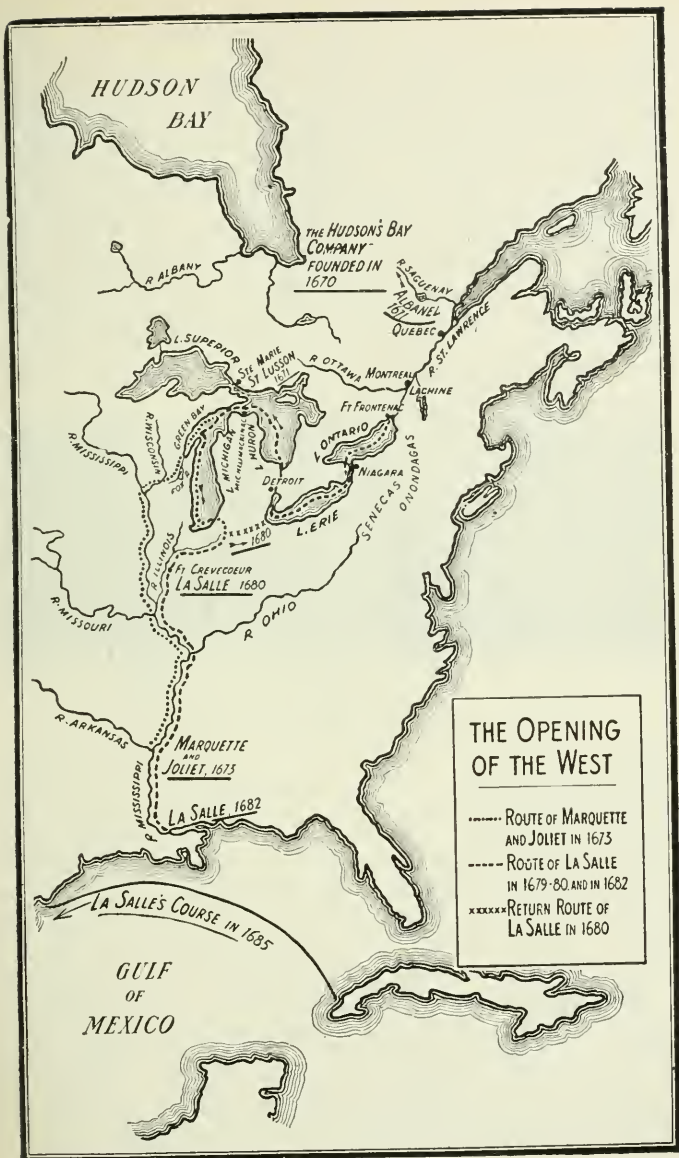 HUDSON
BAY
THE HUDSON'S BAY
COMPANY
FOUNDED IN
1670
R. ALBANY
R. SAGUENAY
ALBANEL
1671
QUEBEC
R. ST. LAWRENCE
L. SUPERIOR
STE MARIE
ST LUSSON
1671
R OTTAWA
MONTREAL
LACHINE
FT FRONTENAC
R. MISSISSIPPI
R. WISCONSIN
GREEN BAY
FOX R
L. MICHIGAN
MICHILIMACKINAC
HURON
L
L ONTARIO
NIAGARA
DETROIT
L. ERIE
SENECAS
ONONDAGAS
1680
R. ILLINOIS
FT CREVECOEUR
LA SALLE 1680
R. MISSOURI
R. OHIO
R. ARKANSAS
MARQUETTE
AND
JOLIET, 1673
R MISSISSIPPI
LA SALLE, 1682
LA SALLE'S COURSE IN 1685
GULF
OF
MEXICO
THE OPENING
OF THE WEST
ROUTE OF MARQUETTE
AND JOLIET IN 1673
ROUTE OF LA SALLE
IN 1679-80. AND IN 1682
RETURN ROUTE OF
LA SALLE IN 1680